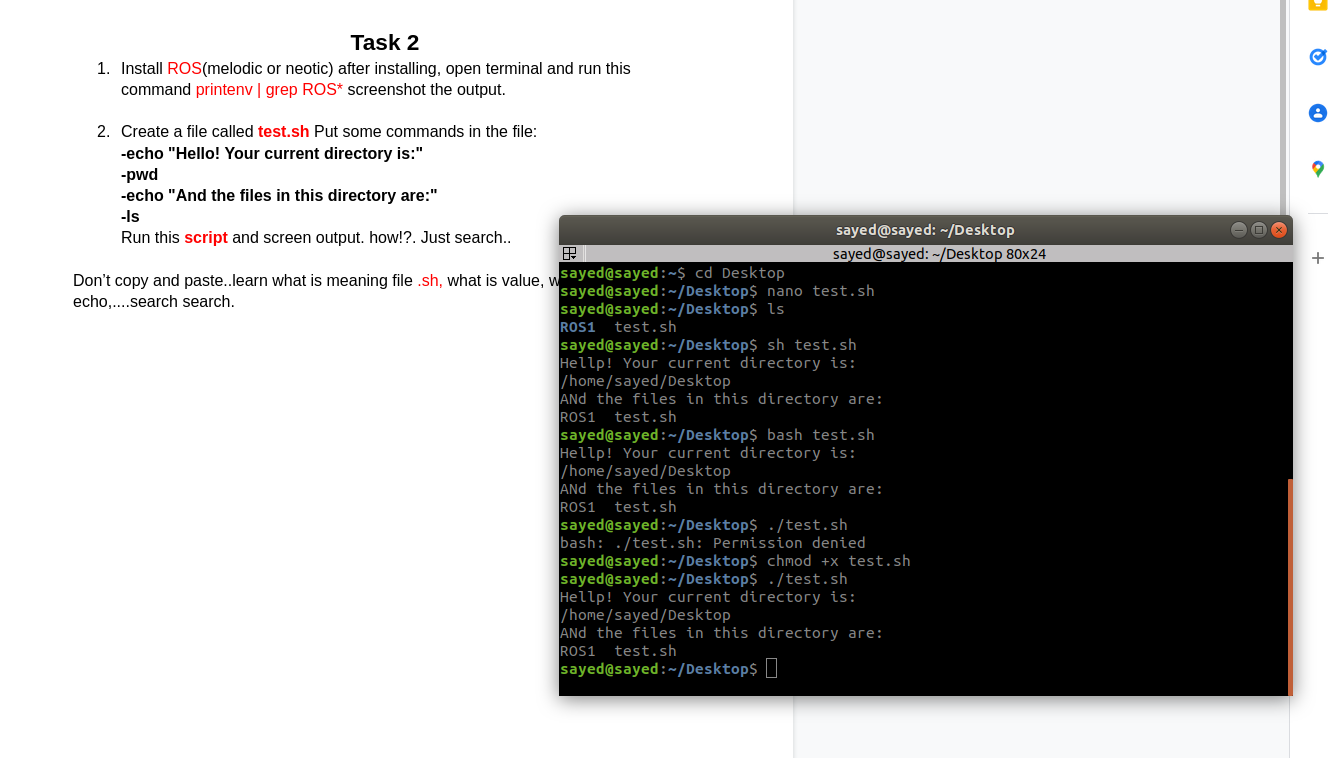 Task 2
1. Install ROS(melodic or neotic) after installing, open terminal and run this
command printenv | grep ROS* screenshot the output.
2. Create a file called test.sh Put some commands in the file:
-echo "Hello! Your current directory is:"
-pwd
-echo "And the files in this directory are:"
-ls
Run this script and screen output. how!?. Just search..
Don’t copy and paste..learn what is meaning file .sh, what is value, w
echo,....search search.
sayed@sayed: ~/Desktop
sayed@sayed: ~/Desktop 80x24
sayed@sayed:~$ cd Desktop
sayed@sayed:~/Desktop$ nano test.sh
sayed@sayed:~/Desktop$ ls
ROS1  test.sh
sayed@sayed:~/Desktop$ sh test.sh
Hellp! Your current directory is:
/home/sayed/Desktop
ANd the files in this directory are:
ROS1  test.sh
sayed@sayed:~/Desktop$ bash test.sh
Hellp! Your current directory is:
/home/sayed/Desktop
ANd the files in this directory are:
ROS1  test.sh
sayed@sayed:~/Desktop$ ./test.sh
bash: ./test.sh: Permission denied
sayed@sayed:~/Desktop$ chmod +x test.sh
sayed@sayed:~/Desktop$ ./test.sh
Hellp! Your current directory is:
/home/sayed/Desktop
ANd the files in this directory are:
ROS1  test.sh
sayed@sayed:~/Desktop$